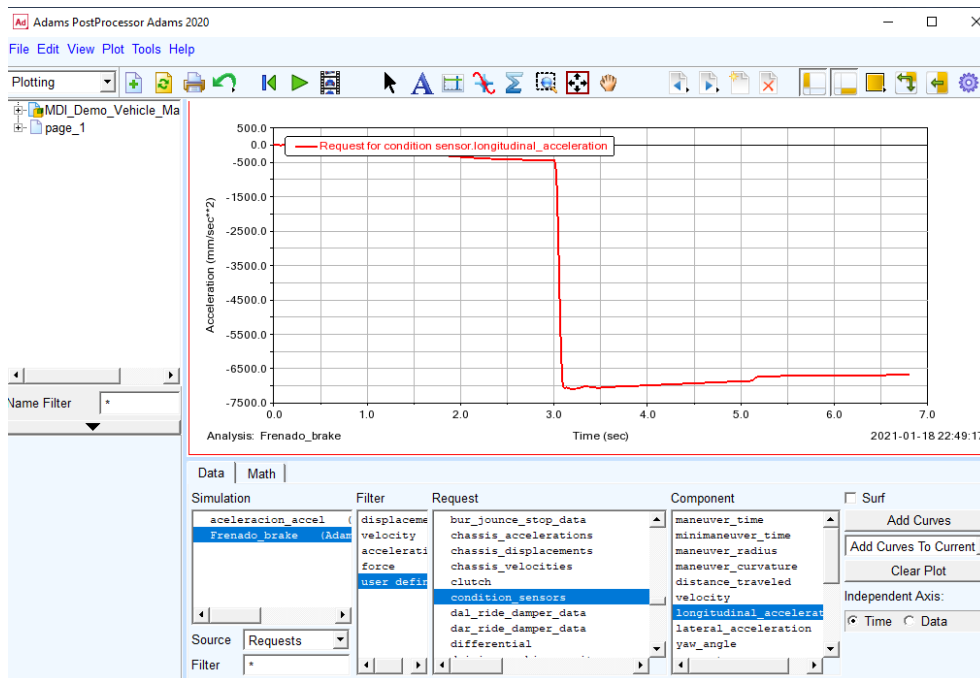 Ad Adams PostProcessor Adams 2020
File Edit View Plot Tools Help
Plotting
MDI_Demo_Vehicle_Ma
page_1
Name Filter *
500.0
0.0
-500.0
-1500.0
-2500.0
-3500.0
-4500.0
-5500.0
-6500.0
-7500.0
Acceleration (mm/sec**2)
Request for condition sensor.longitudinal_acceleration
0.0 1.0 2.0 3.0 4.0 5.0 6.0 7.0
Analysis: Frenado_brake Time (sec) 2021-01-18 22:49:17
Data Math
Simulation Filter Request Component Surf
aceleracion_accel (
Frenado_brake (Adam
displaceme
velocity
accelerati
force
user defin
bur_jounce_stop_data
chassis_accelerations
chassis_displacements
chassis_velocities
clutch
condition_sensors
dal_ride_damper_data
dar_ride_damper_data
differential
maneuver_time
minimaneuver_time
maneuver_radius
maneuver_curvature
distance_traveled
velocity
longitudinal_accelerat
lateral_acceleration
yaw_angle
Add Curves
Add Curves To Current
Clear Plot
Independent Axis:
Time Data
Source Requests
Filter *